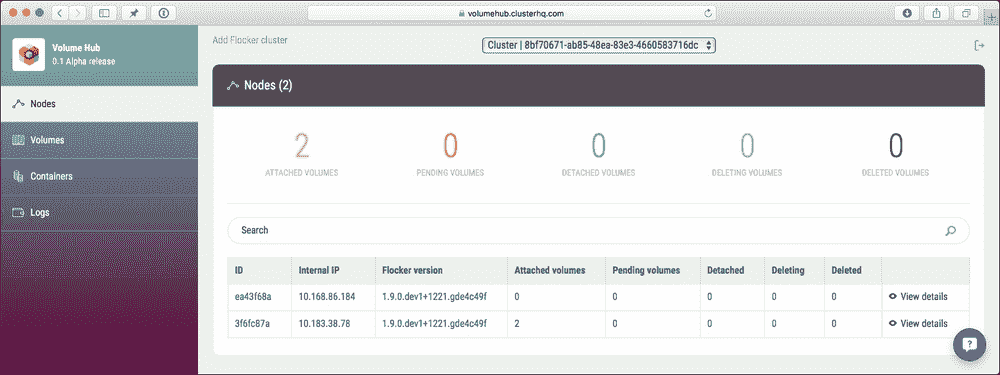 volumehub.clusterhq.com
Volume Hub
0.1 Alpha release
Add Flocker cluster
Cluster | 8bf70671-ab85-48ea-83e3-4660583716dc
Nodes
Volumes
Containers
Logs
Nodes (2)
2 0 0 0 0
ATTACHED VOLUMES PENDING VOLUMES DETACHED VOLUMES DELETING VOLUMES DELETED VOLUMES
Search
ID Internal IP Flocker version Attached volumes Pending volumes Detached Deleting Deleted
ea43f68a 10.168.86.184 1.9.0.dev1+1221.gde4c49f 0 0 0 0 0 View details
3f6fc87a 10.183.38.78 1.9.0.dev1+1221.gde4c49f 2 0 0 0 0 View details